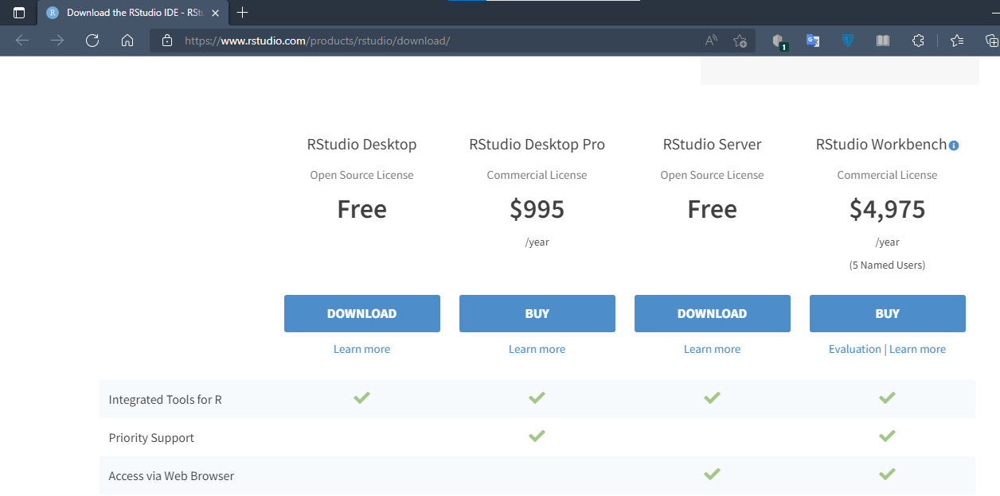 Download the RStudio IDE - RStu
https://www.rstudio.com/products/rstudio/download/
1
RStudio Desktop
Open Source License
Free
DOWNLOAD
Learn more
RStudio Desktop Pro
Commercial License
$995
/year
BUY
Learn more
RStudio Server
Open Source License
Free
DOWNLOAD
Learn more
RStudio Workbench
Commercial License
$4,975
/year
(5 Named Users)
BUY
Evaluation | Learn more
Integrated Tools for R
Priority Support
Access via Web Browser